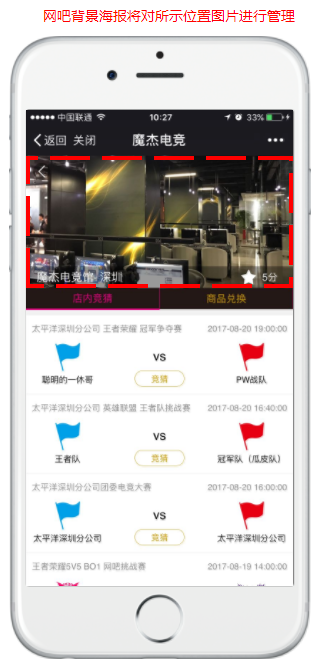 网吧背景海报将对所示位置图片进行管理
中国联通 10:27 33%
返回 关闭 魔杰电竞
魔杰电竞馆 深圳 5分
店内竞猜 商品兑换
太平洋深圳分公司 王者荣耀 冠军争夺赛 2017-08-20 19:00:00
VS
聪明的一休哥 竞猜 PW战队
太平洋深圳分公司 英雄联盟 王者队挑战赛 2017-08-20 16:40:00
VS
王者队 竞猜 冠军队（瓜皮队）
太平洋深圳分公司团委电竞大赛 2017-08-20 16:00:00
VS
太平洋深圳分公司 竞猜 太平洋深圳分公司
王者荣耀5V5 BO1 网吧挑战赛 2017-08-19 14:00:00